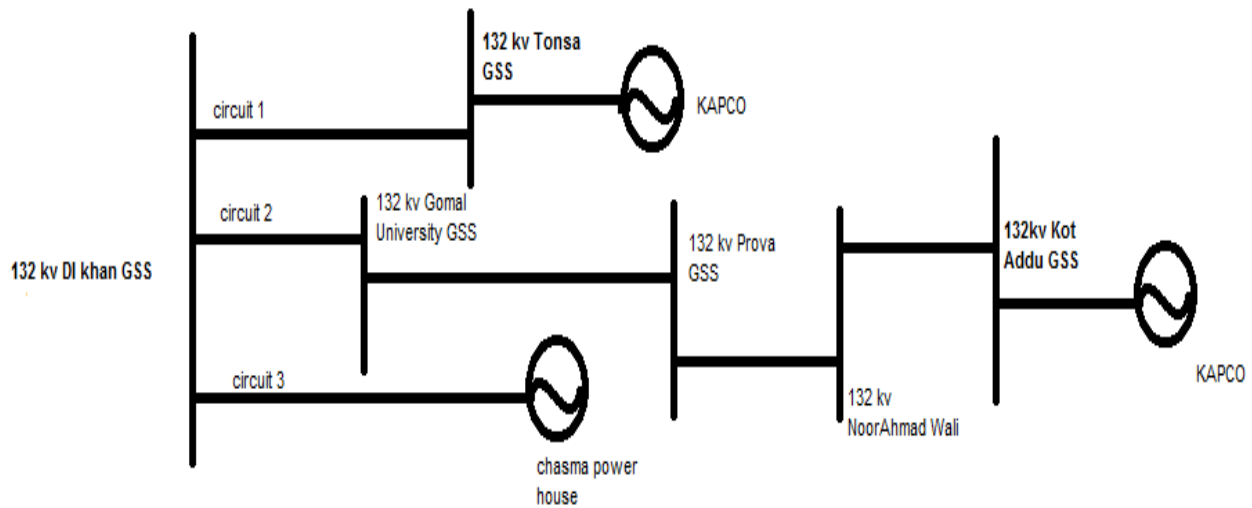 132 kv Tonsa
GSS
KAPCO
circuit 1
132 kv Gomal
University GSS
circuit 2
132 kv Prova
GSS
132kv Kot
Addu GSS
132 kv DI khan GSS
circuit 3
KAPCO
132 kv
NoorAhmad Wali
chasma power
house